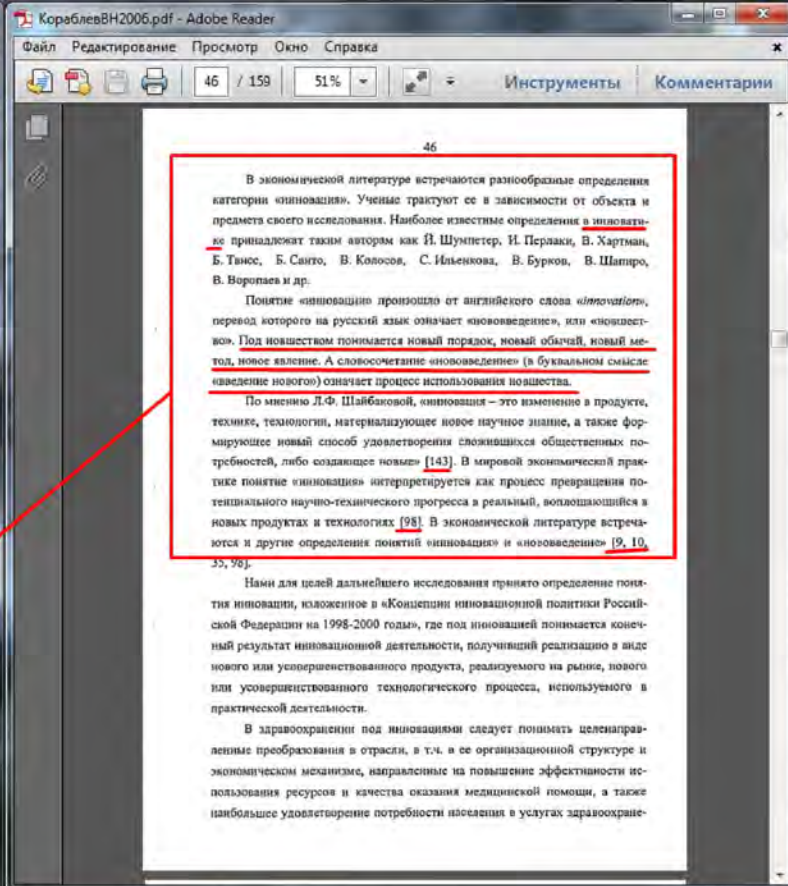 КораблевВН2006.pdf - Adobe Reader
Файл Редактирование Просмотр Окно Справка
46 / 159 51% Инструменты Комментарии
46
В экономической литературе встречаются разнообразные определения
категории «инновация». Ученые трактуют ее в зависимости от объекта и
предмета своего исследования. Наиболее известные определения в инновати-
ке принадлежат таким авторам как Й. Шумпетер, И. Перлаки, В. Хартман,
Б. Твисс, Б. Санто, В. Колосов, С. Ильенкова, В. Бурков, В. Шапиро,
В. Воропаев и др.
Понятие «инновации» произошло от английского слова «innovation»,
перевод которого на русский язык означает «нововведение», или «новшест-
во». Под новшеством понимается новый порядок, новый обычай, новый ме-
тод, новое явление. А словосочетание «нововведение» (в буквальном смысле
«введение нового») означает процесс использования новшества.
По мнению Л.Ф. Шайбаковой, «инновация – это изменение в продукте,
технике, технологии, материализующее новое научное знание, а также фор-
мирующее новый способ удовлетворения сложившихся общественных по-
требностей, либо создающее новые» [143]. В мировой экономической прак-
тике понятие «инновация» интерпретируется как процесс превращения по-
тенциального научно-технического прогресса в реальный, воплощающийся в
новых продуктах и технологиях [98]. В экономической литературе встреча-
ются и другие определения понятий «инновация» и «нововведение» [9, 10,
35, 98].
Нами для целей дальнейшего исследования принято определение поня-
тия инновации, изложенное в «Концепции инновационной политики Россий-
ской Федерации на 1998-2000 годы», где под инновацией понимается конеч-
ный результат инновационной деятельности, получивший реализацию в виде
нового или усовершенствованного продукта, реализуемого на рынке, нового
или усовершенствованного технологического процесса, используемого в
практической деятельности.
В здравоохранении под инновациями следует понимать целенаправ-
ленные преобразования в отрасли, в т.ч. в ее организационной структуре и
экономическом механизме, направленные на повышение эффективности ис-
пользования ресурсов и качества оказания медицинской помощи, а также
наибольшее удовлетворение потребности населения в услугах здравоохране-